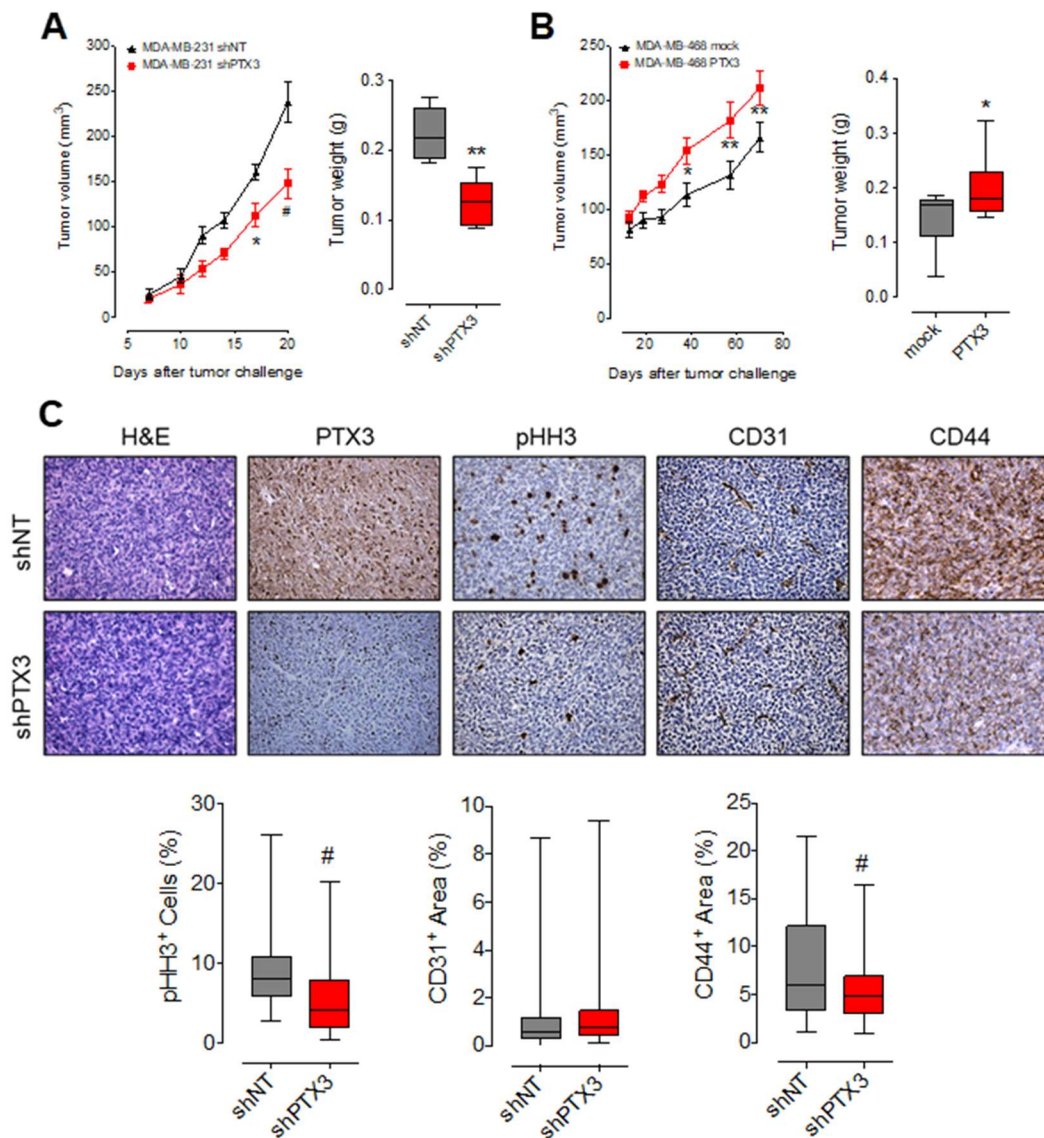 A
MDA-MB-231 shNT
MDA-MB-231 shPTX3
Tumor volume (mm³)
300
250
200
150
100
50
0
5
10
15
20
Days after tumor challenge
*
#
Tumor weight (g)
0.3
0.2
0.1
0.0
**
shNT
shPTX3
B
MDA-MB-468 mock
MDA-MB-468 PTX3
Tumor volume (mm³)
250
200
150
100
50
0
20
40
60
80
Days after tumor challenge
*
**
**
Tumor weight (g)
0.4
0.3
0.2
0.1
0.0
*
mock
PTX3
C
H&E
PTX3
pHH3
CD31
CD44
shNT
shPTX3
pHH3⁺ Cells (%)
30
20
10
0
#
shNT
shPTX3
CD31⁺ Area (%)
10
8
6
4
2
0
shNT
shPTX3
CD44⁺ Area (%)
25
20
15
10
5
0
#
shNT
shPTX3